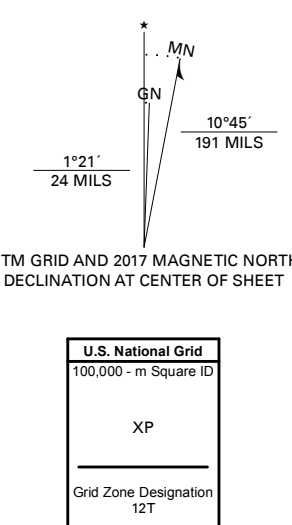 ★
MN
GN
10°45´
191 MILS
1°21´
24 MILS
TM GRID AND 2017 MAGNETIC NORTH
DECLINATION AT CENTER OF SHEET
U.S. National Grid
100,000 - m Square ID
XP
Grid Zone Designation
12T